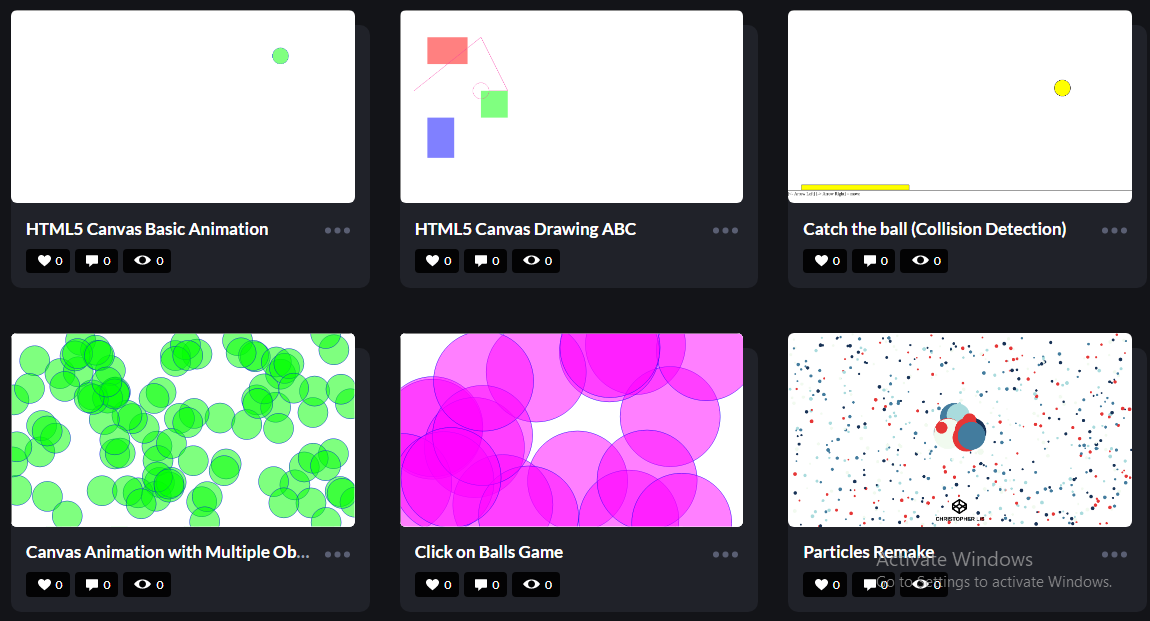 HTML5 Canvas Basic Animation
0 0 0
HTML5 Canvas Drawing ABC
0 0 0
Catch the ball (Collision Detection)
0 0 0
Canvas Animation with Multiple Ob...
0 0 0
Click on Balls Game
0 0 0
CHRISTOPHER
Particles Remake
0 0 0
Activate Windows
Go to Settings to activate Windows.